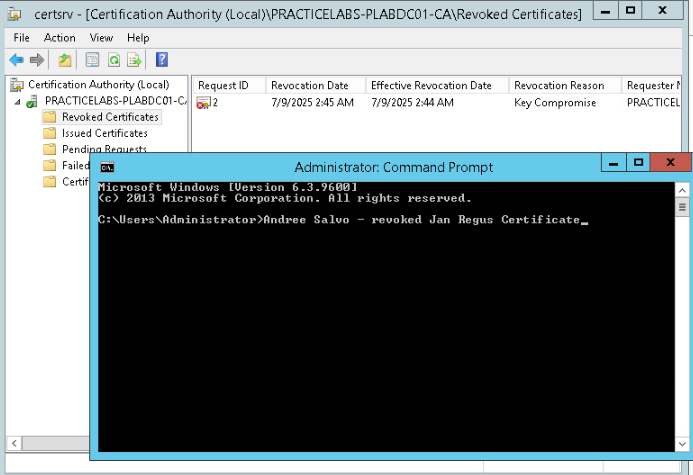 certsrv - [Certification Authority (Local)\PRACTICELABS-PLABDC01-CA\Revoked Certificates]
File Action View Help
Certification Authority (Local)
PRACTICELABS-PLABDC01-CA
Revoked Certificates
Issued Certificates
Pending Requests
Failed
Certif
Request ID Revocation Date Effective Revocation Date Revocation Reason Requester N
2 7/9/2025 2:45 AM 7/9/2025 2:44 AM Key Compromise PRACTICEL
Administrator: Command Prompt
Microsoft Windows [Version 6.3.9600]
(c) 2013 Microsoft Corporation. All rights reserved.
C:\Users\Administrator>Andree Salvo - revoked Jan Regus Certificate_